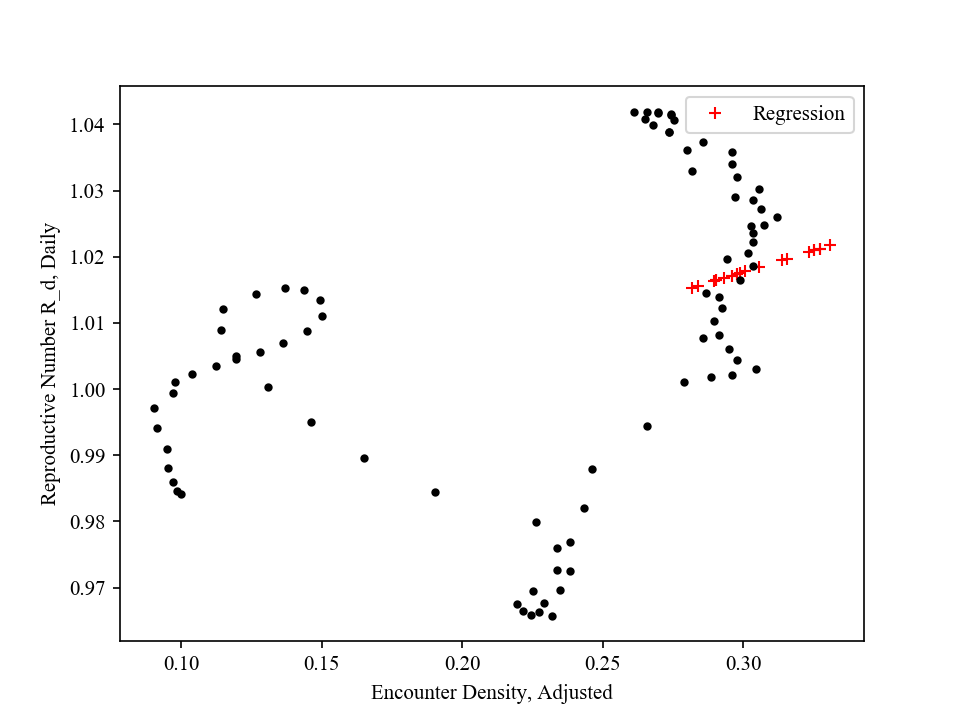 Regression
1.04
1.03
1.02
1.01
1.00
0.99
0.98
0.97
Reproductive Number R_d, Daily
0.10 0.15 0.20 0.25 0.30
Encounter Density, Adjusted